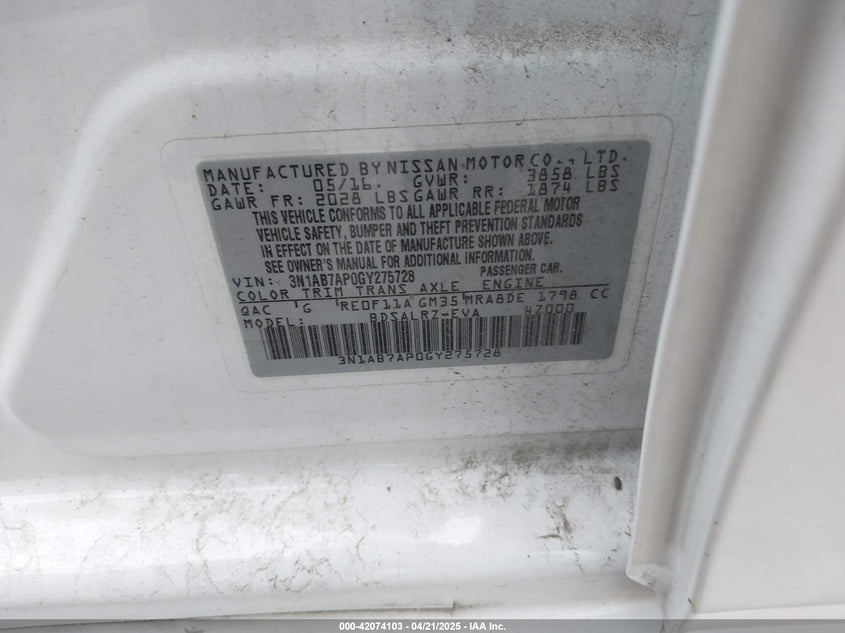 MANUFACTURED BY NISSAN MOTOR CO., LTD.
DATE: 05/16. GVWR: 3858 LBS
GAWR FR: 2028 LBS GAWR RR: 1874 LBS
THIS VEHICLE CONFORMS TO ALL APPLICABLE FEDERAL MOTOR
VEHICLE SAFETY, BUMPER AND THEFT PREVENTION STANDARDS
IN EFFECT ON THE DATE OF MANUFACTURE SHOWN ABOVE.
SEE OWNER'S MANUAL FOR ADDITIONAL INFORMATION.
VIN: 3N1AB7AP0GY275728 PASSENGER CAR.
COLOR TRIM TRANS AXLE ENGINE
QAC G RE0F11A GM35 MRA8DE 1798 CC
MODEL: BDSALRZ-EVA 47000
3N1AB7AP0GY275728
000-42074103 - 04/21/2025 - IAA Inc.